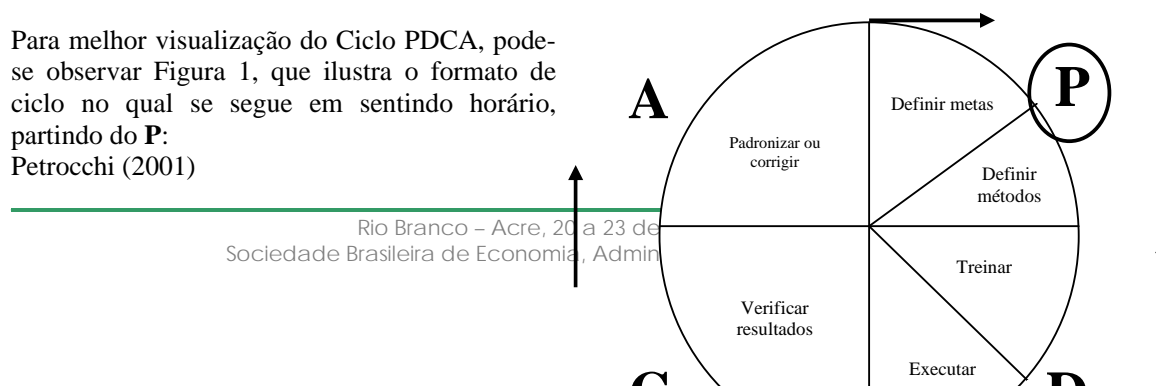 Para melhor visualização do Ciclo PDCA, pode-
se observar Figura 1, que ilustra o formato de
ciclo no qual se segue em sentindo horário,
partindo do P:
Petrocchi (2001)
Rio Branco – Acre, 20 a 23 de
Sociedade Brasileira de Economia, Admin
A
P
Definir metas
Padronizar ou
corrigir
Definir
métodos
Treinar
Verificar
resultados
Executar
C
D